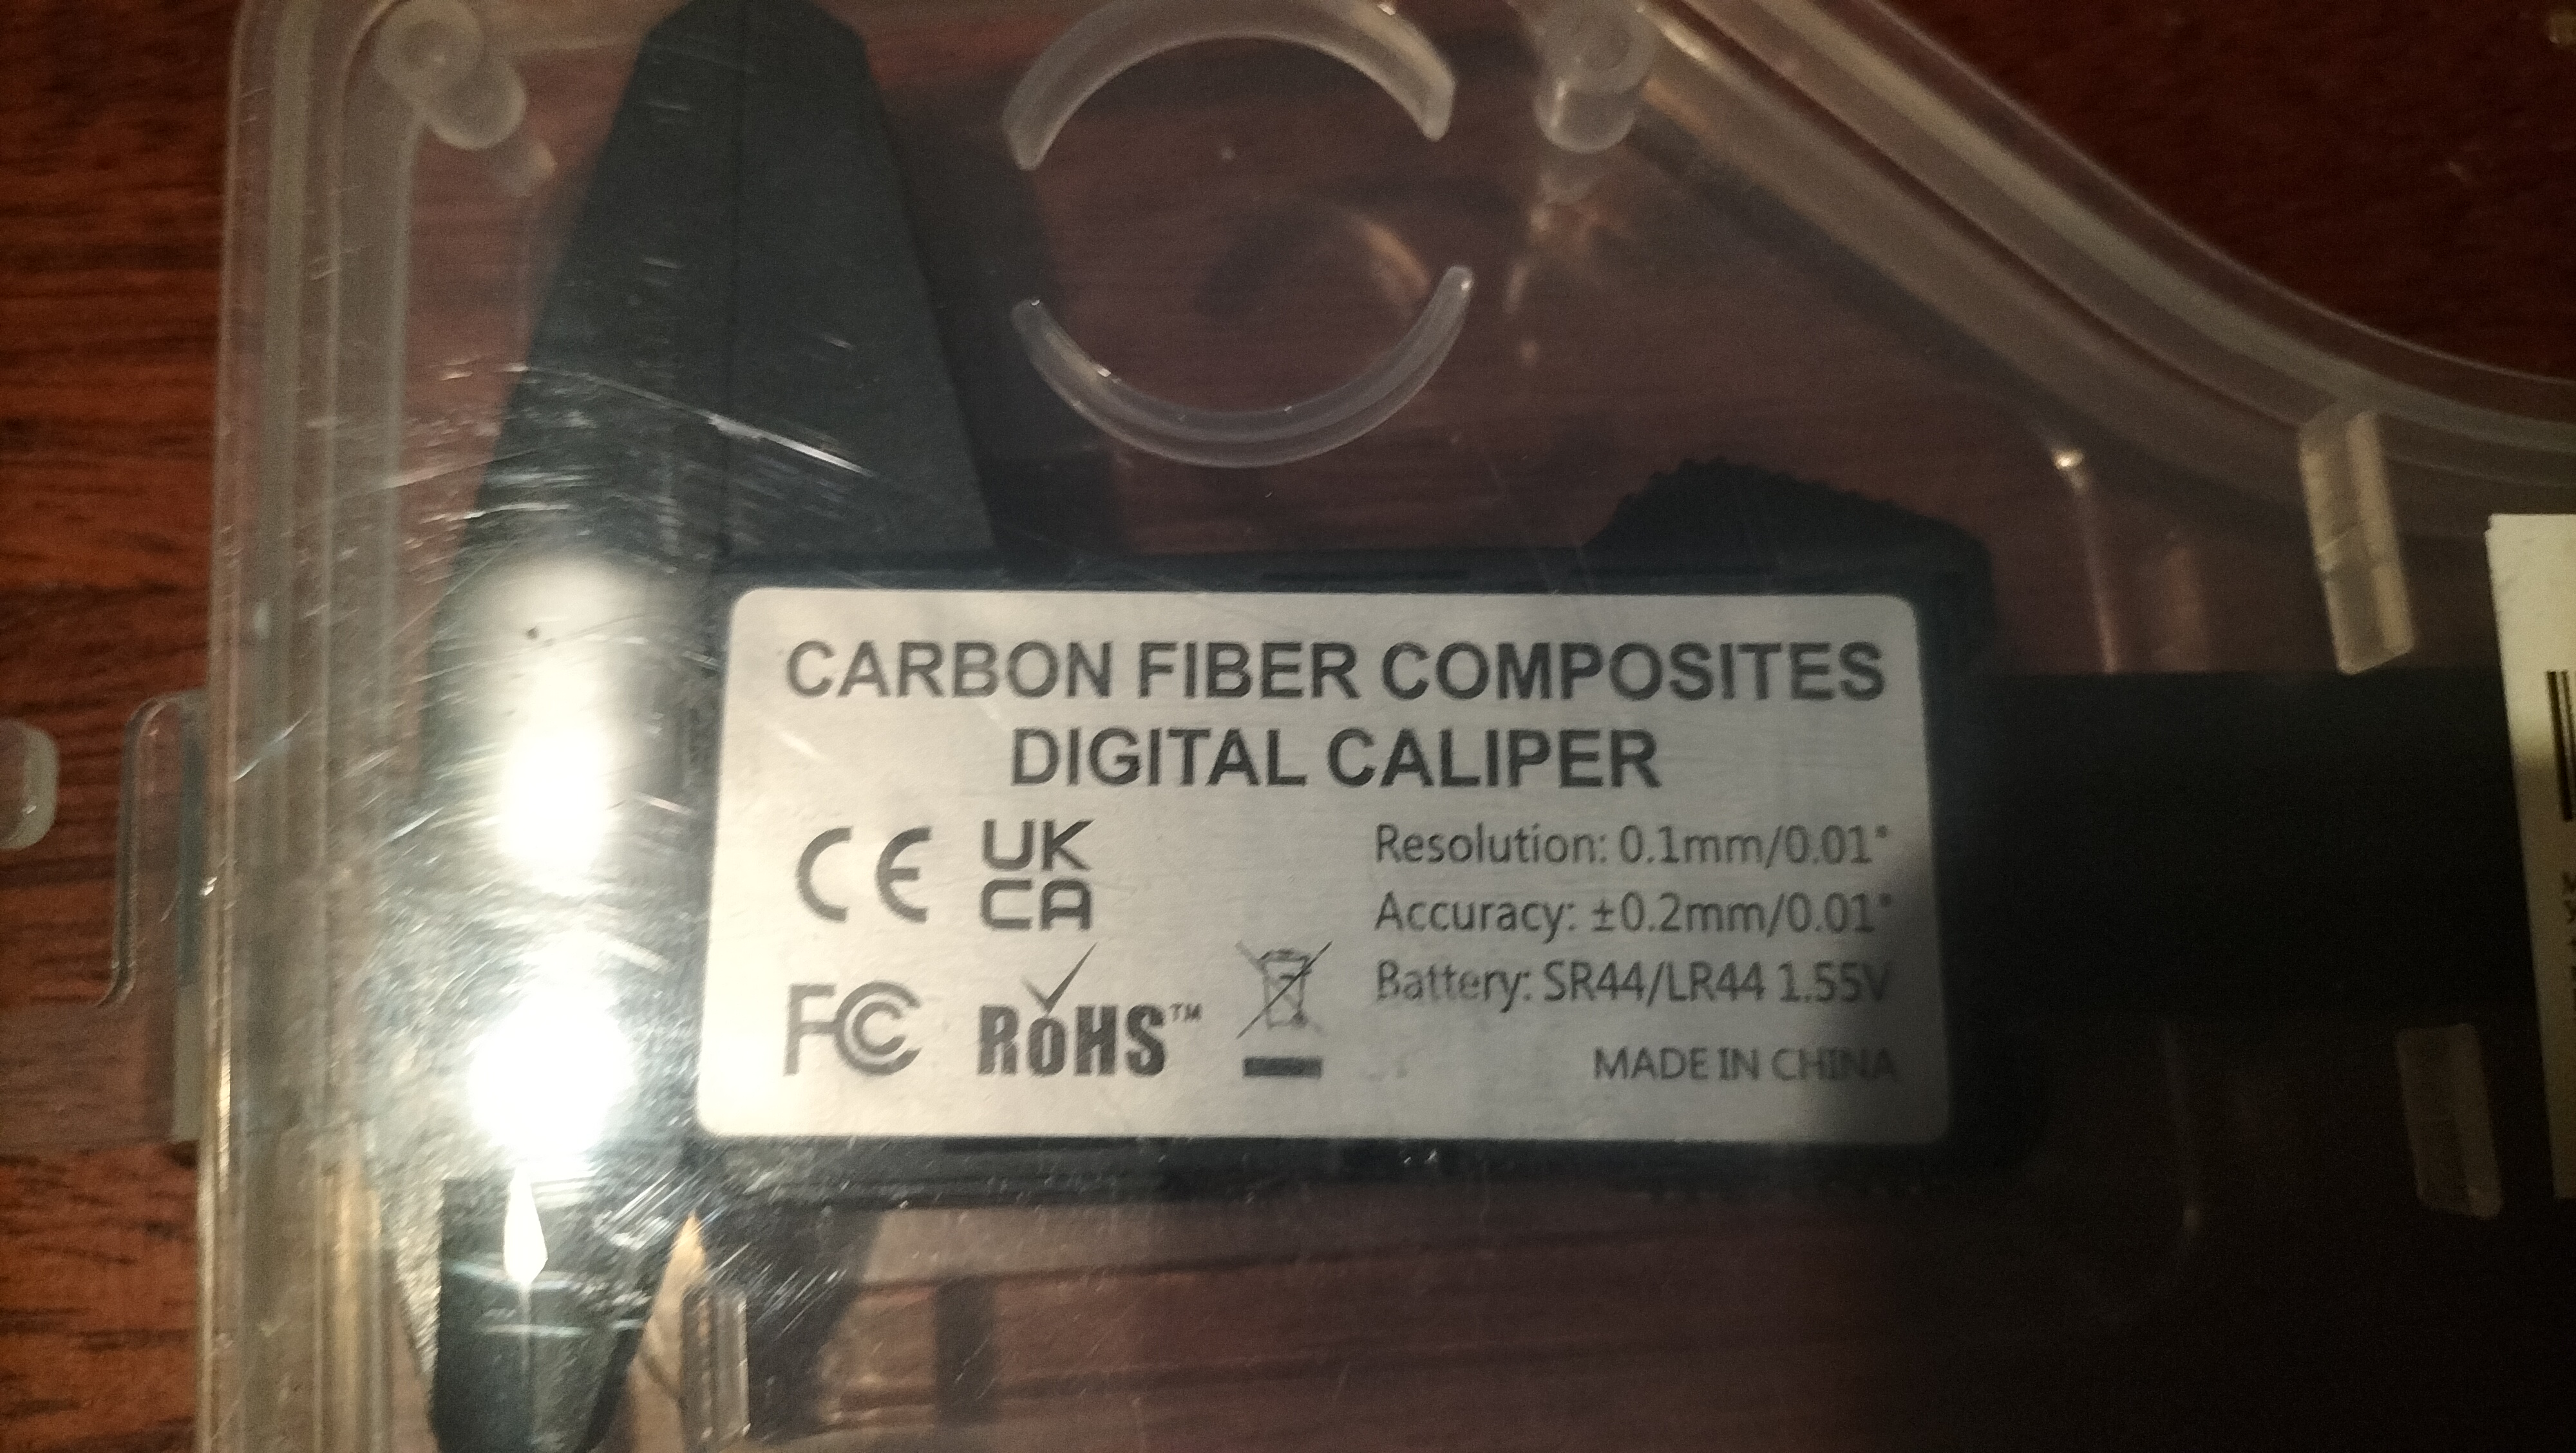 CARBON FIBER COMPOSITES
DIGITAL CALIPER
CE UK
CA
Resolution: 0.1mm/0.01"
Accuracy: ±0.2mm/0.01"
Battery: SR44/LR44 1.55V
FC RoHS™
MADE IN CHINA